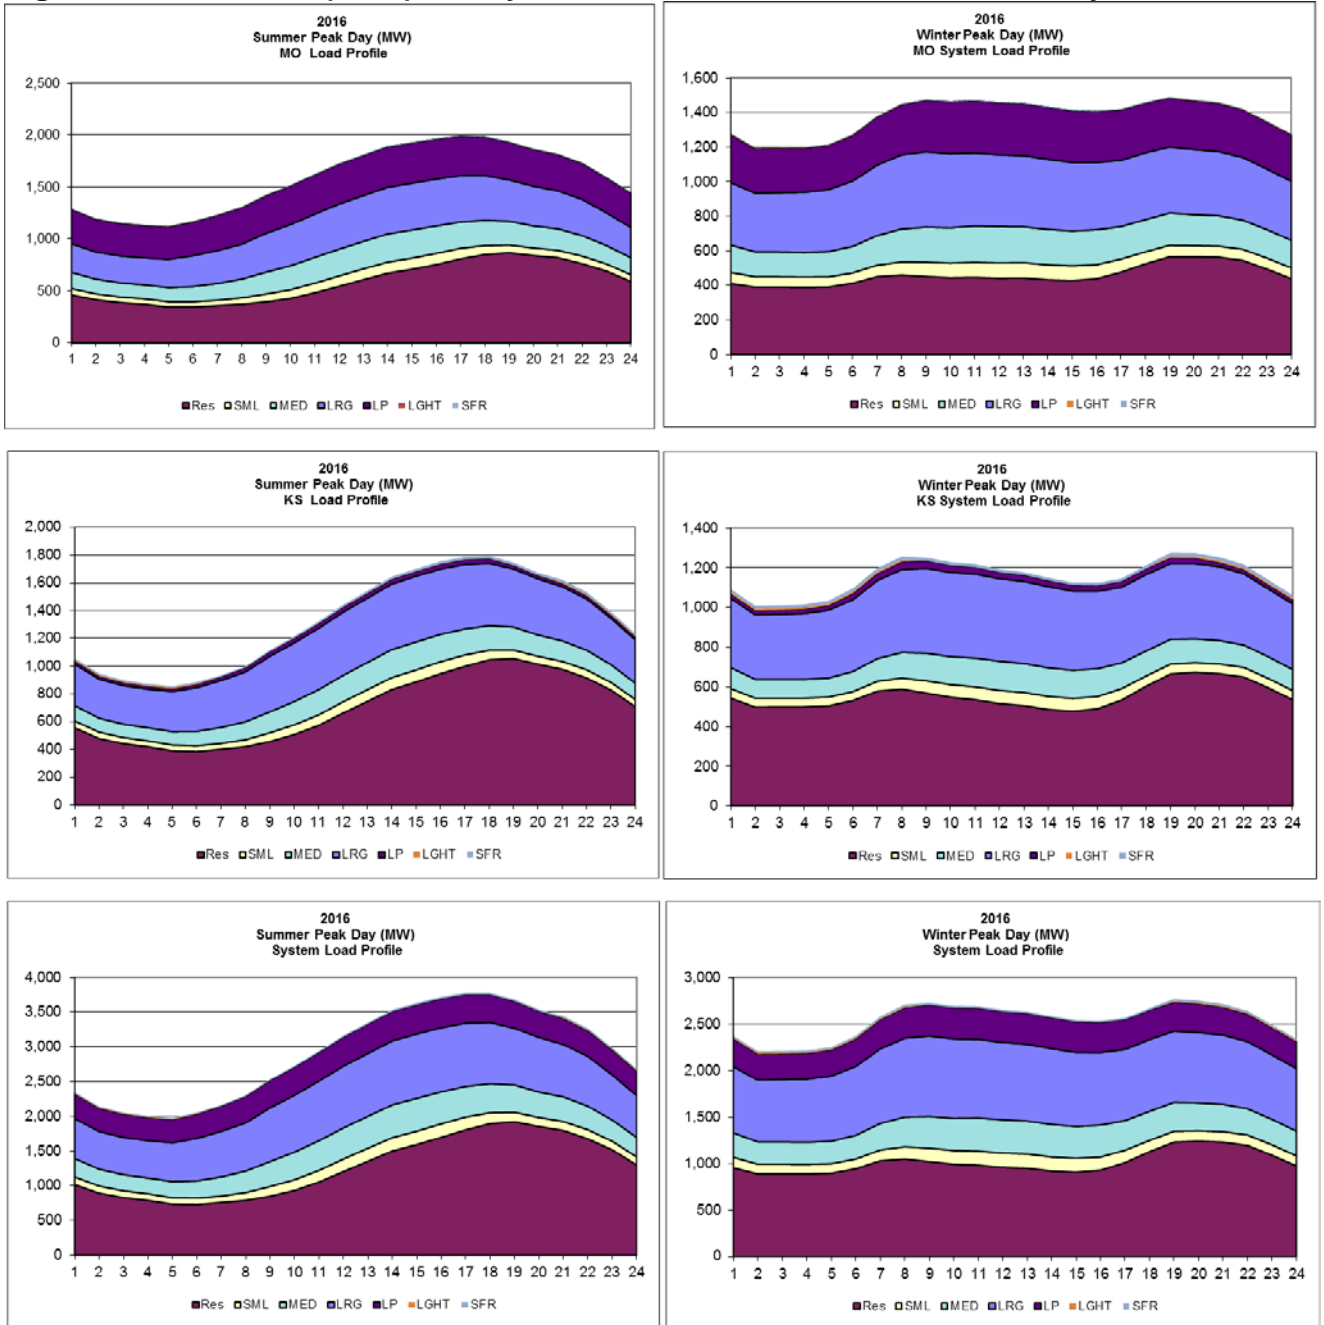 2016
Summer Peak Day (MW)
MO Load Profile
2,500
2,000
1,500
1,000
500
0
1 2 3 4 5 6 7 8 9 10 11 12 13 14 15 16 17 18 19 20 21 22 23 24
Res SML MED LRG LP LGHT SFR
2016
Winter Peak Day (MW)
MO System Load Profile
1,600
1,400
1,200
1,000
800
600
400
200
0
1 2 3 4 5 6 7 8 9 10 11 12 13 14 15 16 17 18 19 20 21 22 23 24
Res SML MED LRG LP LGHT SFR
2016
Summer Peak Day (MW)
KS Load Profile
2,000
1,800
1,600
1,400
1,200
1,000
800
600
400
200
0
1 2 3 4 5 6 7 8 9 10 11 12 13 14 15 16 17 18 19 20 21 22 23 24
Res SML MED LRG LP LGHT SFR
2016
Winter Peak Day (MW)
KS System Load Profile
1,400
1,200
1,000
800
600
400
200
0
1 2 3 4 5 6 7 8 9 10 11 12 13 14 15 16 17 18 19 20 21 22 23 24
Res SML MED LRG LP LGHT SFR
2016
Summer Peak Day (MW)
System Load Profile
4,000
3,500
3,000
2,500
2,000
1,500
1,000
500
0
1 2 3 4 5 6 7 8 9 10 11 12 13 14 15 16 17 18 19 20 21 22 23 24
Res SML MED LRG LP LGHT SFR
2016
Winter Peak Day (MW)
System Load Profile
3,000
2,500
2,000
1,500
1,000
500
0
1 2 3 4 5 6 7 8 9 10 11 12 13 14 15 16 17 18 19 20 21 22 23 24
Res SML MED LRG LP LGHT SFR